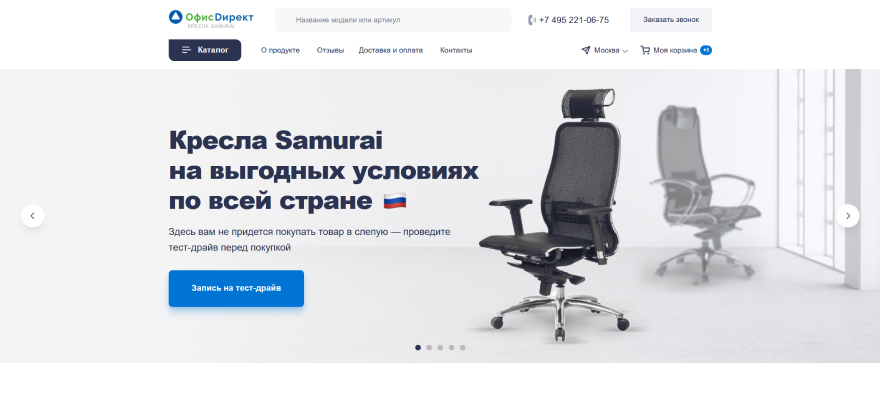 ОфисDирект
КРЕСЛА SAMURAI
Название модели или артикул
+7 495 221-06-75
Заказать звонок
Каталог
О продукте
Отзывы
Доставка и оплата
Контакты
Москва
Моя корзина
+1
Кресла Samurai
на выгодных условиях
по всей стране
Здесь вам не придется покупать товар в слепую — проведите
тест-драйв перед покупкой
Запись на тест-драйв